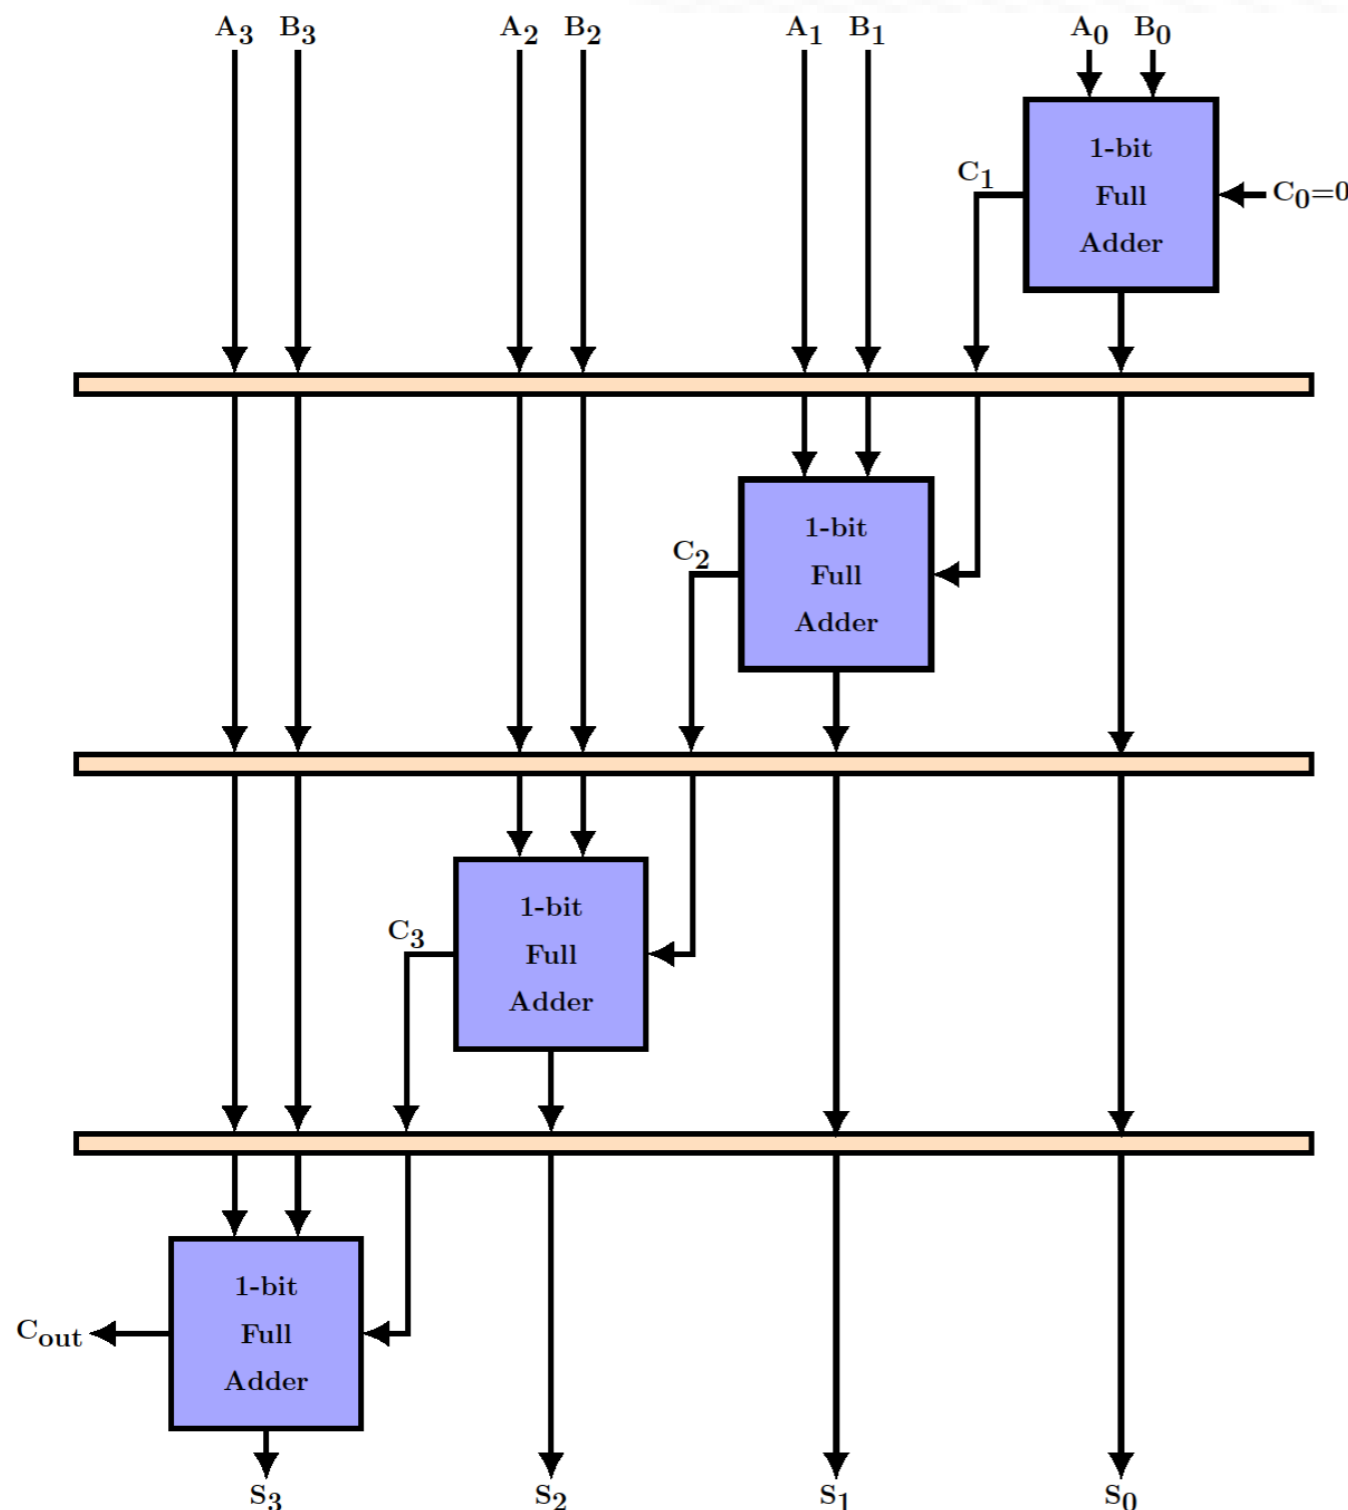 A3 B3 A2 B2 A1 B1 A0 B0
1-bit
Full
Adder
C1
C0=0
1-bit
Full
Adder
C2
1-bit
Full
Adder
C3
1-bit
Full
Adder
Cout
S3 S2 S1 S0